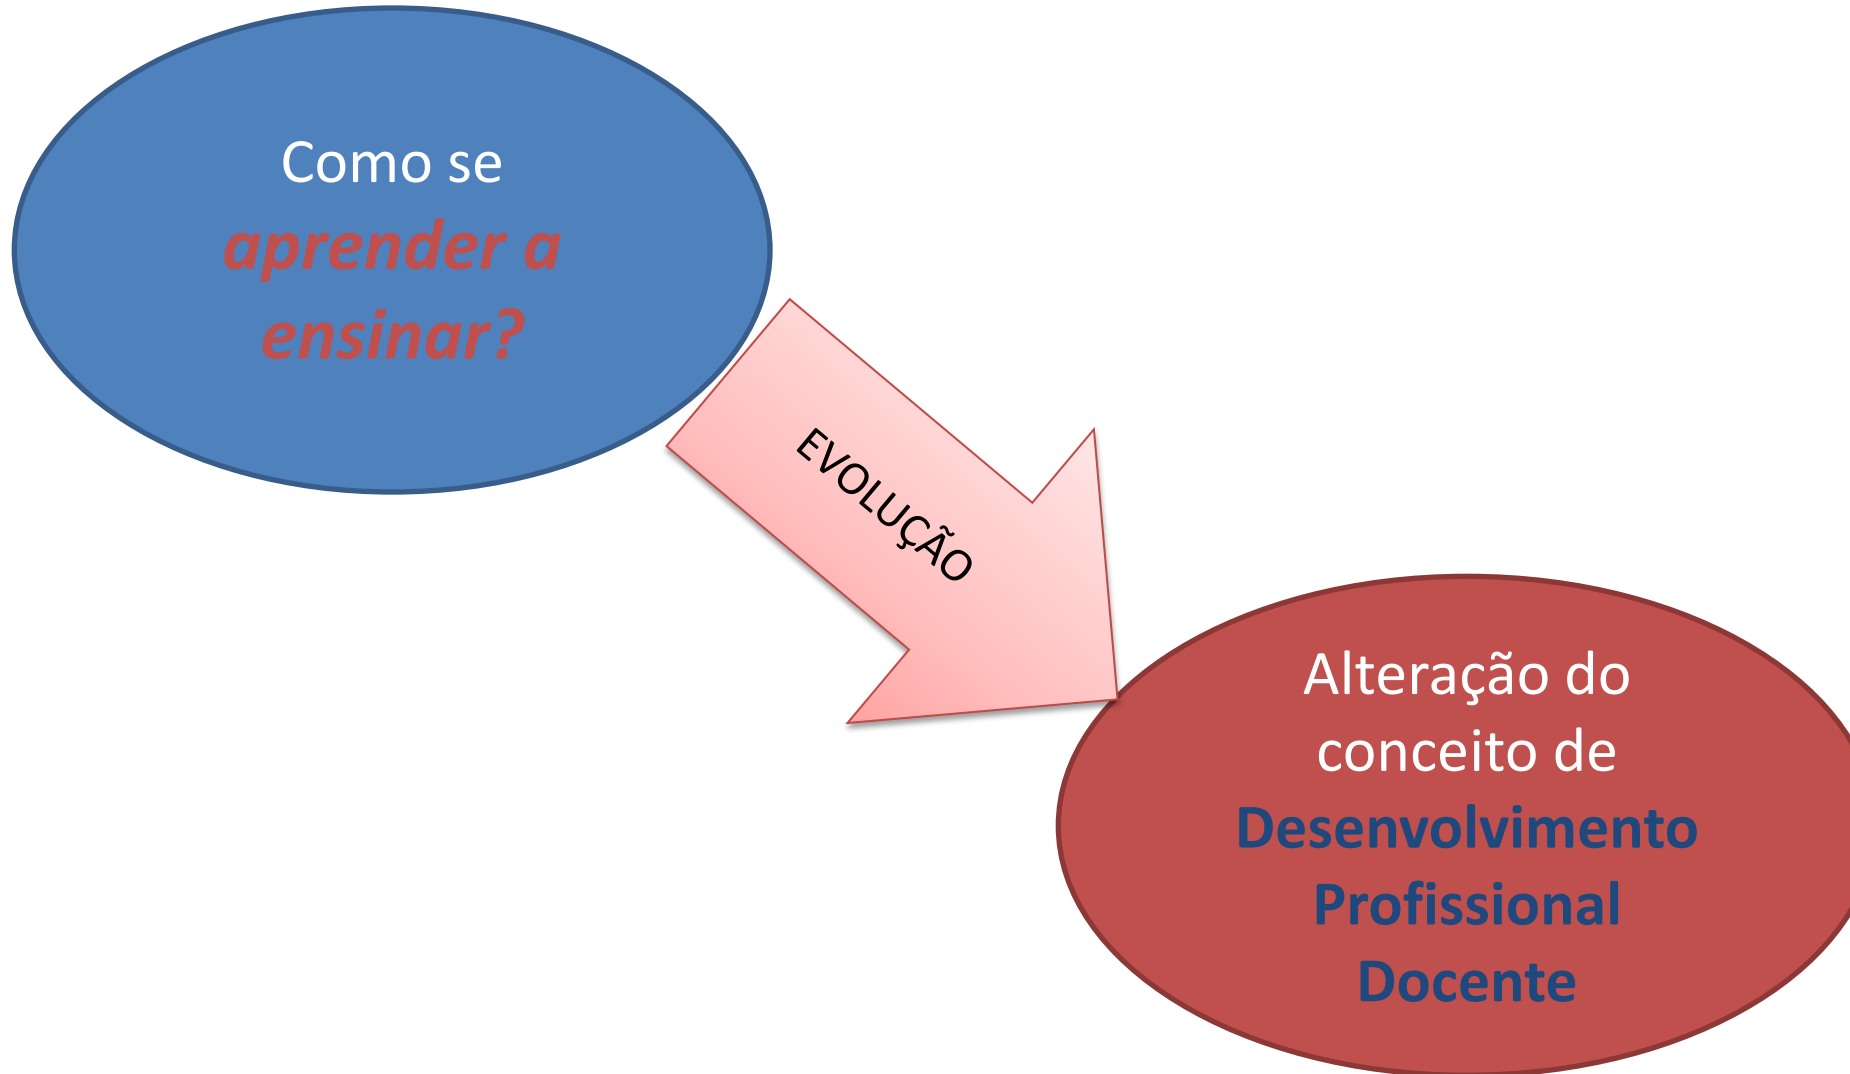 Como se
aprender a
ensinar?
EVOLUÇÃO
Alteração do
conceito de
Desenvolvimento
Profissional
Docente